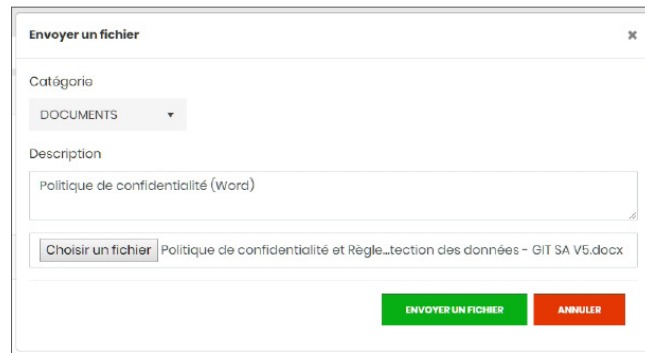 Envoyer un fichier ×
Catégorie
DOCUMENTS
Description
Politique de confidentialité (Word)
Choisir un fichier Politique de confidentialité et Règle...tection des données - GIT SA V5.docx
ENVOYER UN FICHIER ANNULER